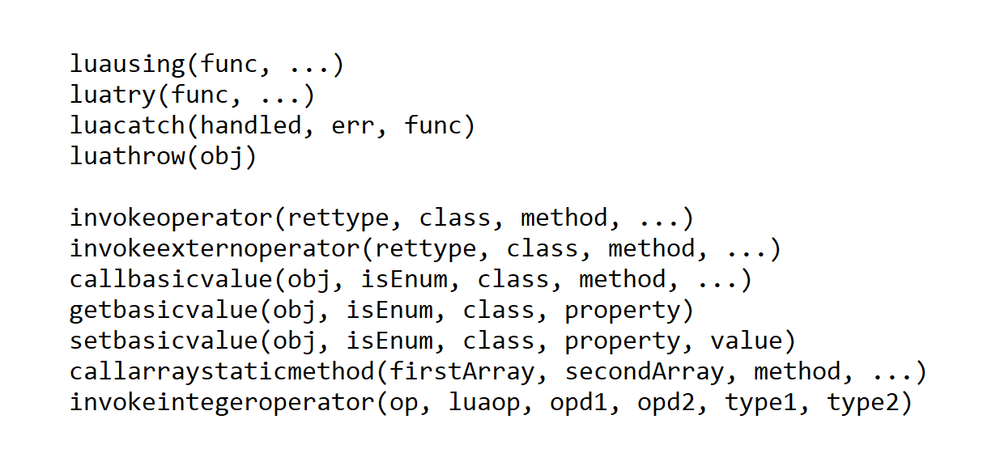 luausing(func, ...)
luatry(func, ...)
luacatch(handled, err, func)
luathrow(obj)
invokeoperator(rettype, class, method, ...)
invokeexternoperator(rettype, class, method, ...)
callbasicvalue(obj, isEnum, class, method, ...)
getbasicvalue(obj, isEnum, class, property)
setbasicvalue(obj, isEnum, class, property, value)
callarraystaticmethod(firstArray, secondArray, method, ...)
invokeintegeroperator(op, luaop, opd1, opd2, type1, type2)